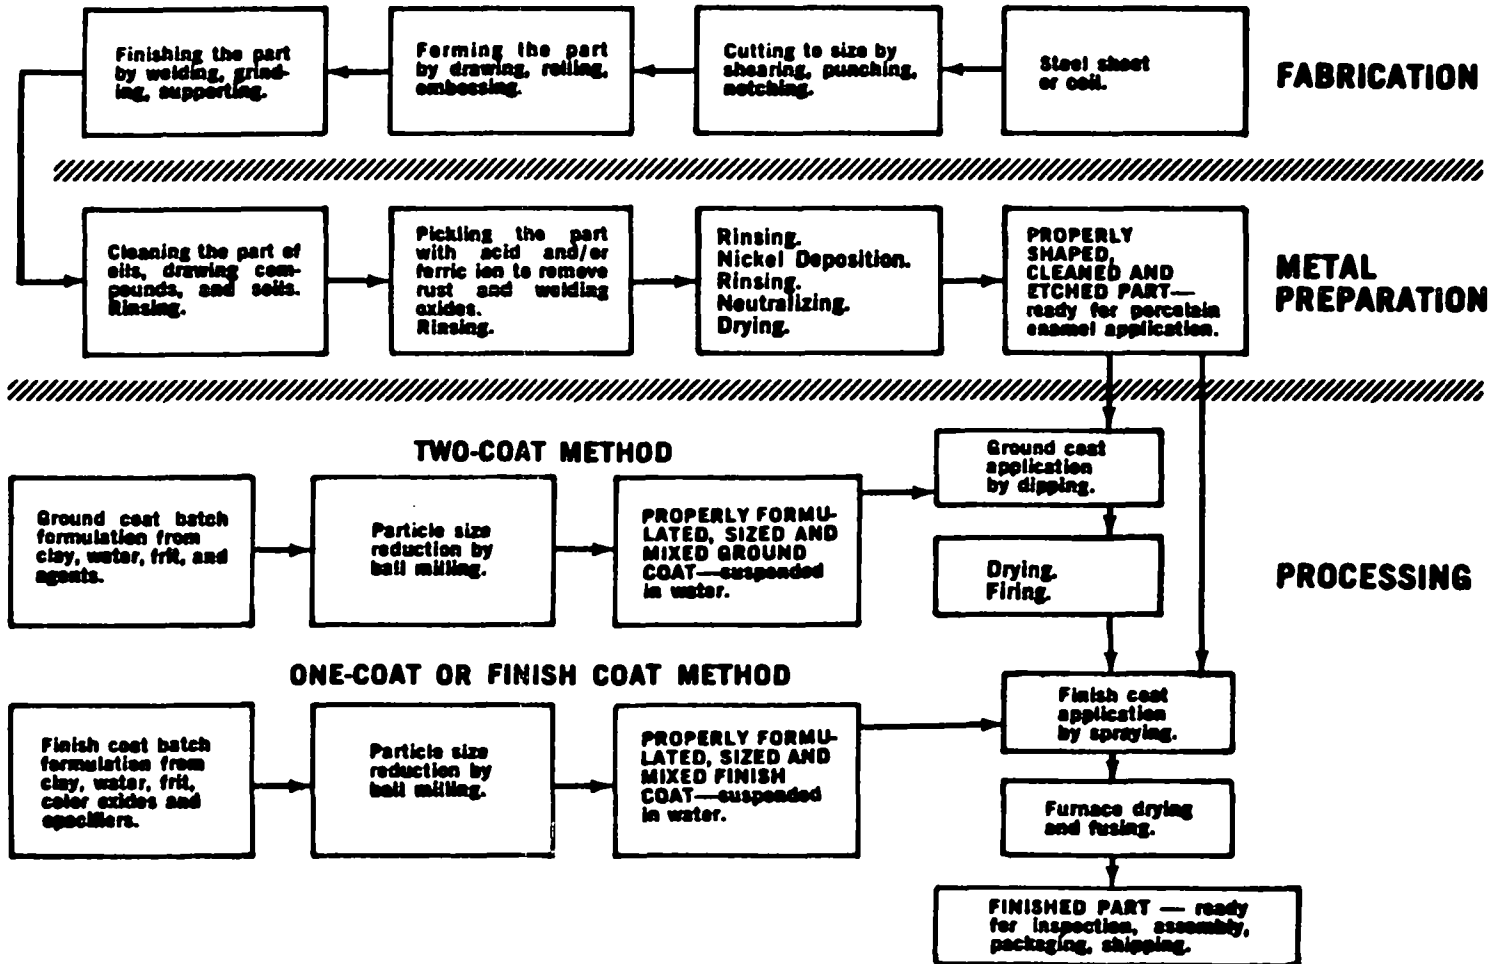 Finishing the part
by welding, grind-
ing, supporting.
Forming the part
by drawing, rolling,
embossing.
Cutting to size by
shearing, punching,
notching.
Steel sheet
or coil.
FABRICATION
Cleaning the part of
oils, drawing com-
pounds, and soils.
Rinsing.
Pickling the part
with acid and/or
ferric ion to remove
rust and welding
oxides.
Rinsing.
Rinsing.
Nickel Deposition.
Rinsing.
Neutralizing.
Drying.
PROPERLY
SHAPED,
CLEANED AND
ETCHED PART—
ready for porcelain
enamel application.
METAL
PREPARATION
TWO-COAT METHOD
Ground coat batch
formulation from
clay, water, frit, and
agents.
Particle size
reduction by
ball milling.
PROPERLY FORMU-
LATED, SIZED AND
MIXED GROUND
COAT—suspended
in water.
Ground coat
application
by dipping.
Drying.
Firing.
PROCESSING
ONE-COAT OR FINISH COAT METHOD
Finish coat batch
formulation from
clay, water, frit,
color oxides and
opacifiers.
Particle size
reduction by
ball milling.
PROPERLY FORMU-
LATED, SIZED AND
MIXED FINISH
COAT—suspended
in water.
Finish coat
application
by spraying.
Furnace drying
and fusing.
FINISHED PART — ready
for inspection, assembly,
packaging, shipping.